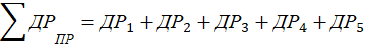 ∑ ДР_ПР = ДР₁ + ДР₂ + ДР₃ + ДР₄ + ДР₅